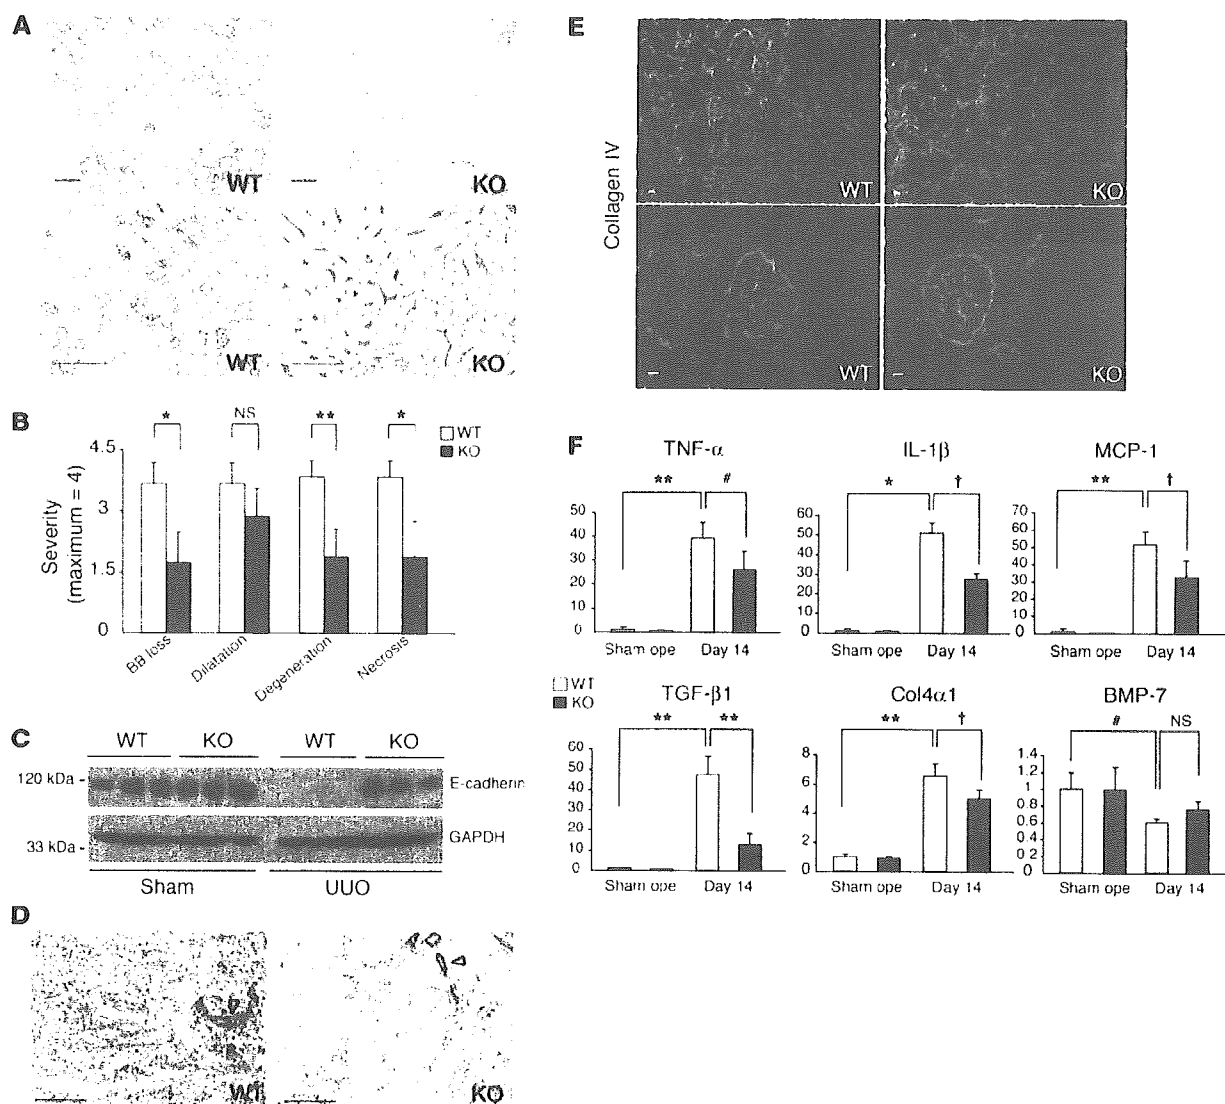 A
WT
KO
WT
KO
B
* NS ** *
WT
KO
Severity
(maximum = 4)
4.5
3
1.5
0
BB loss
Dilatation
Degeneration
Necrosis
C
WT KO WT KO
120 kDa - E-cadherin
33 kDa - GAPDH
Sham UUO
D
WT
KO
E
Collagen IV
WT
KO
WT
KO
F
TNF-α
** #
50
40
30
20
10
0
Sham ope Day 14
IL-1β
* †
60
50
40
30
20
10
0
Sham ope Day 14
MCP-1
** †
70
60
50
40
30
20
10
0
Sham ope Day 14
WT
KO
TGF-β1
** **
60
50
40
30
20
10
0
Sham ope Day 14
Col4α1
** †
8
6
4
2
0
Sham ope Day 14
BMP-7
# NS
1.4
1.2
1
0.8
0.6
0.4
0 2
0
Sham ope Day 14